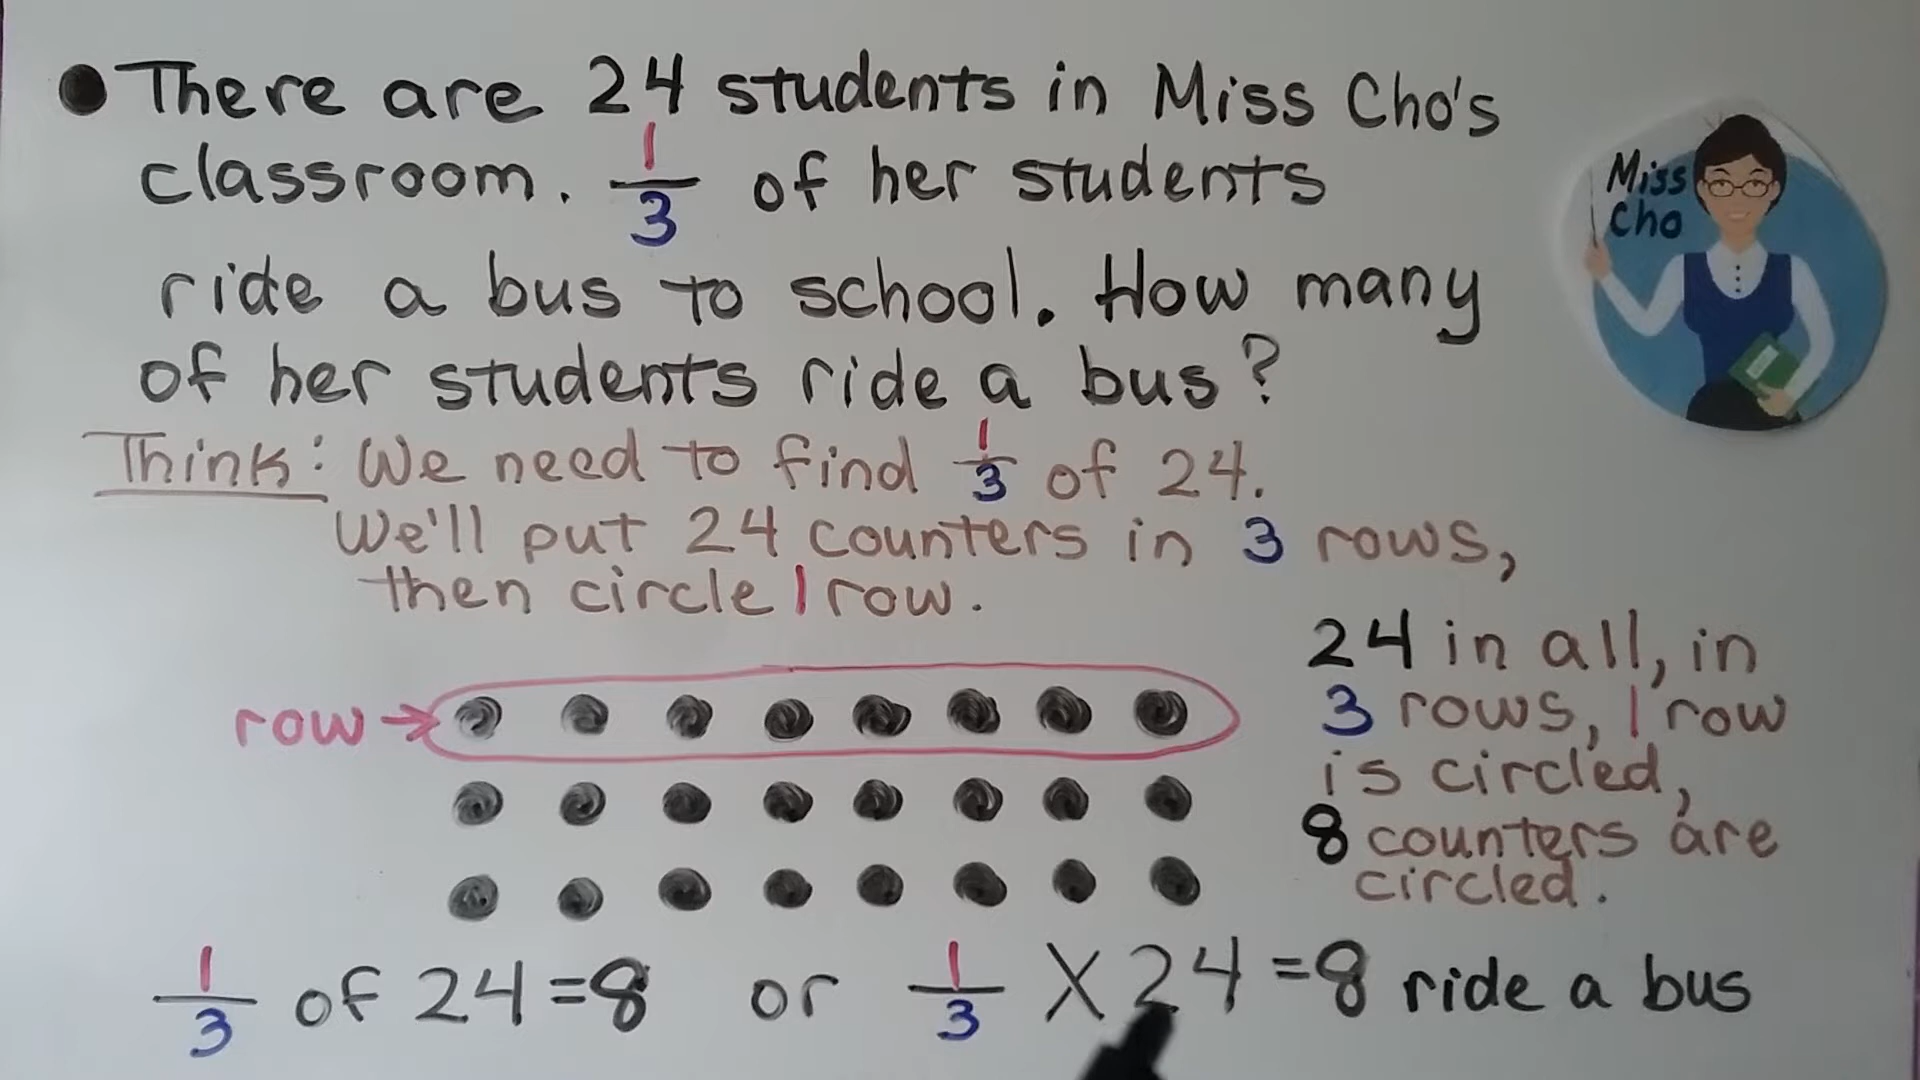 There are 24 students in Miss Cho's
classroom. 1/3 of her students
ride a bus to school. How many
of her students ride a bus?
Miss
Cho
Think: We need to find 1/3 of 24.
We'll put 24 counters in 3 rows,
then circle 1 row.
row→
24 in all, in
3 rows, 1 row
is circled,
8 counters are
circled.
1/3 of 24 = 8 or 1/3 X 24 = 8 ride a bus